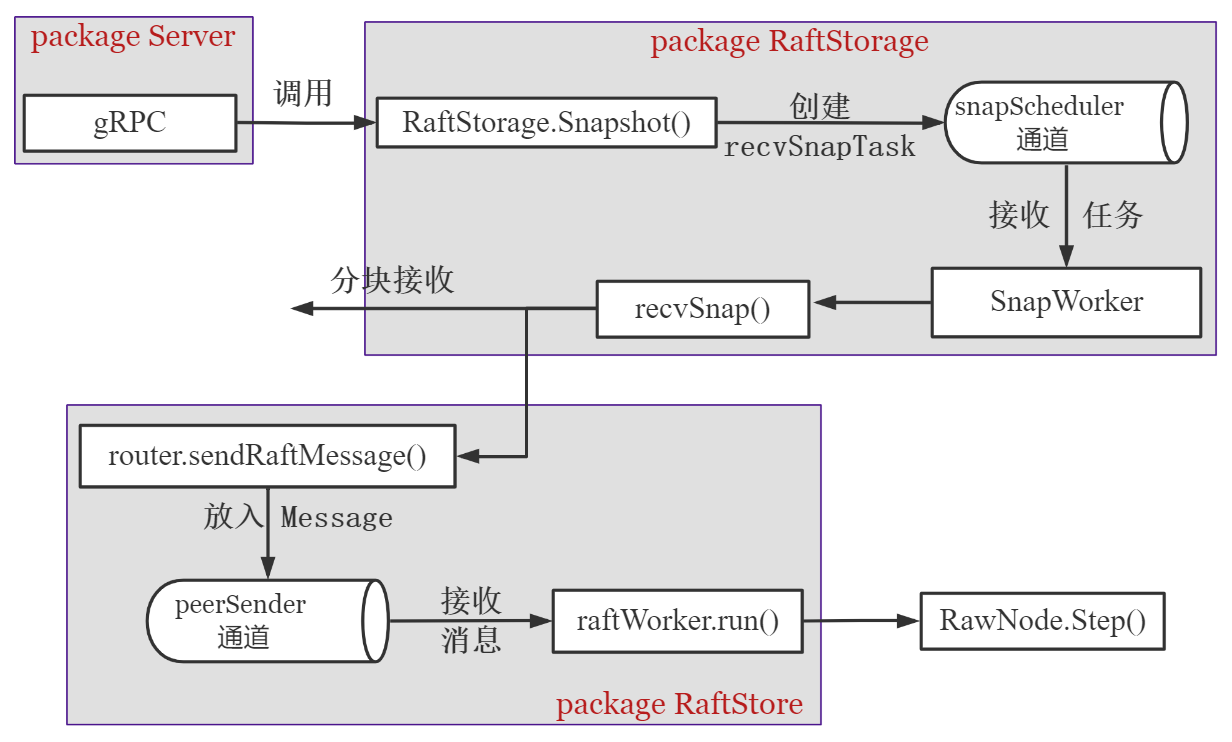 package Server
gRPC
调用
package RaftStorage
RaftStorage.Snapshot()
创建
recvSnapTask
snapScheduler
通道
接收 任务
SnapWorker
recvSnap()
分块接收
router.sendRaftMessage()
放入 Message
peerSender
通道
接收
消息
raftWorker.run()
RawNode.Step()
package RaftStore